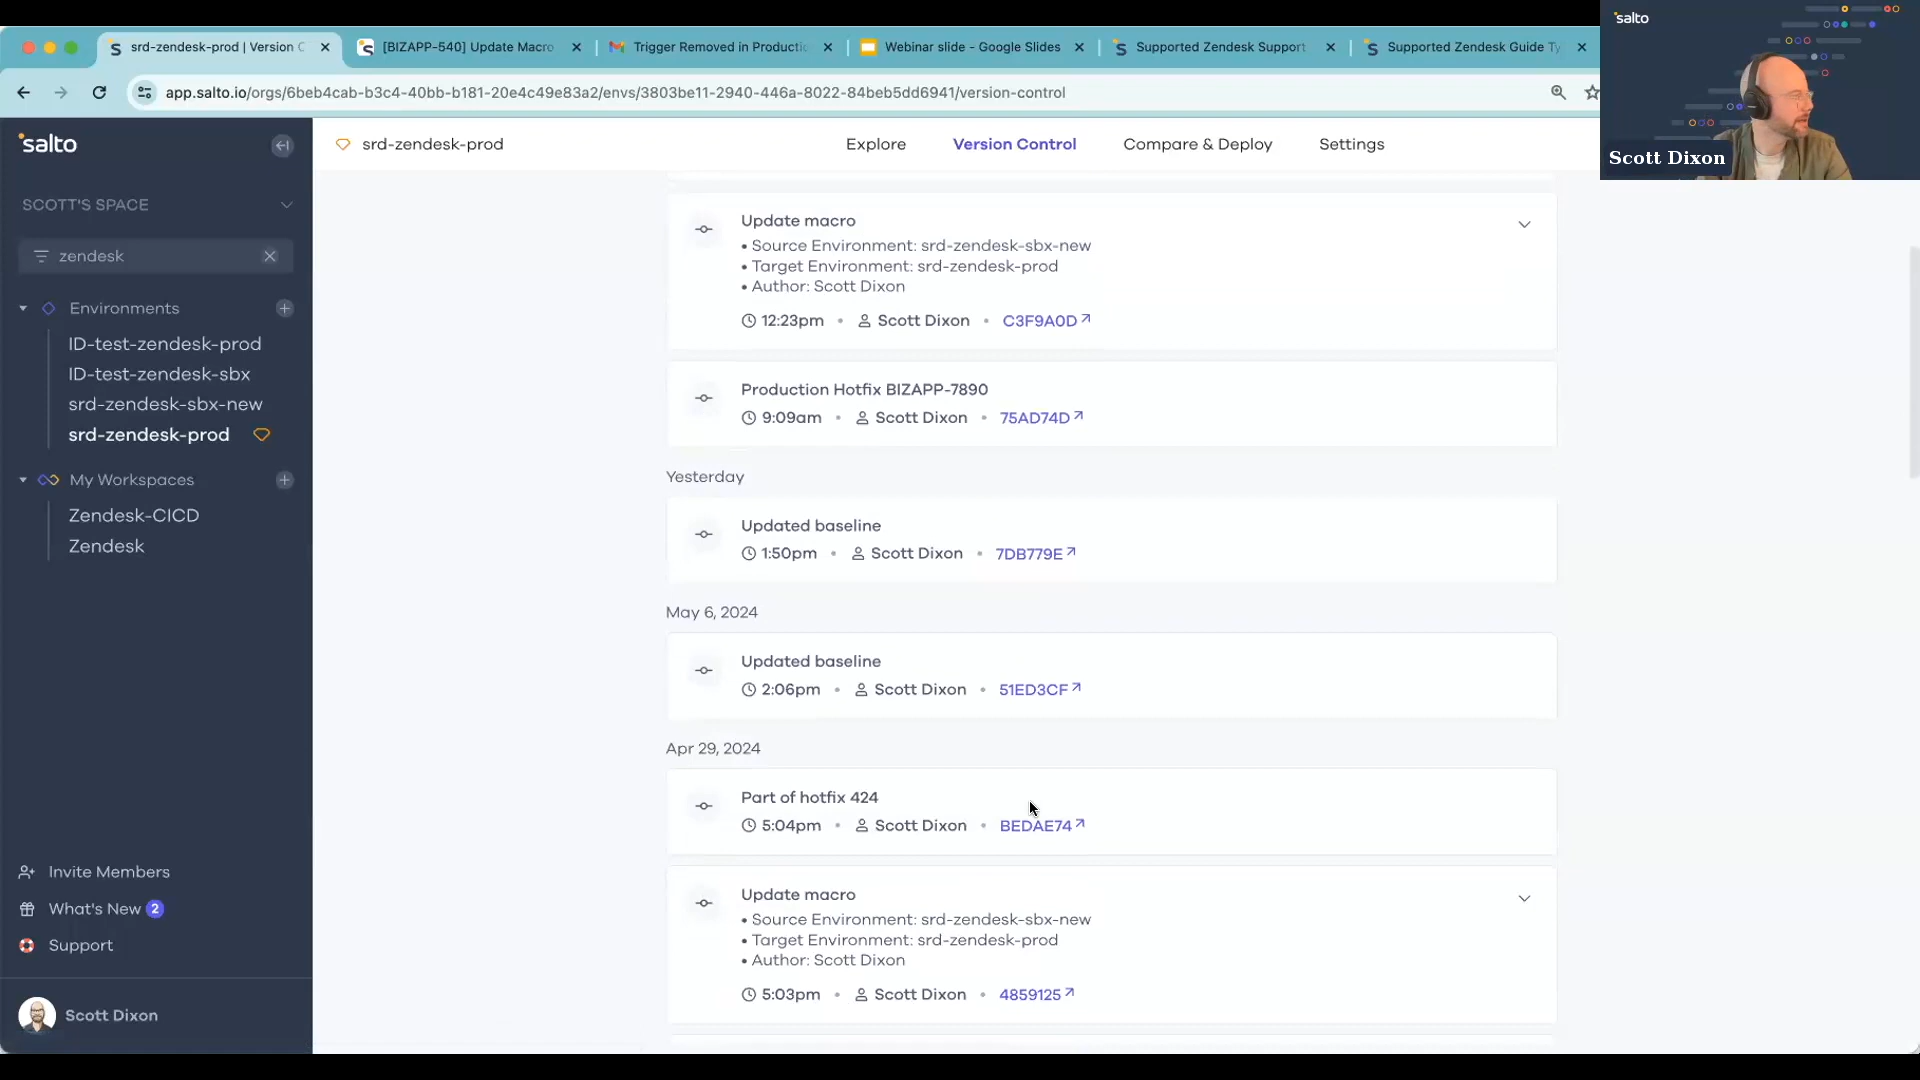 srd-zendesk-prod | Version C
[BIZAPP-540] Update Macro
Trigger Removed in Producti
Webinar slide - Google Slides
Supported Zendesk Support
Supported Zendesk Guide Ty
app.salto.io/orgs/6beb4cab-b3c4-40bb-b181-20e4c49e83a2/envs/3803be11-2940-446a-8022-84beb5dd6941/version-control
salto
Scott Dixon
salto
srd-zendesk-prod
Explore
Version Control
Compare & Deploy
Settings
SCOTT'S SPACE
zendesk
Environments
ID-test-zendesk-prod
ID-test-zendesk-sbx
srd-zendesk-sbx-new
srd-zendesk-prod
My Workspaces
Zendesk-CICD
Zendesk
Invite Members
What's New 2
Support
Scott Dixon
Update macro
• Source Environment: srd-zendesk-sbx-new
• Target Environment: srd-zendesk-prod
• Author: Scott Dixon
12:23pm • Scott Dixon • C3F9A0D
Production Hotfix BIZAPP-7890
9:09am • Scott Dixon • 75AD74D
Yesterday
Updated baseline
1:50pm • Scott Dixon • 7DB779E
May 6, 2024
Updated baseline
2:06pm • Scott Dixon • 51ED3CF
Apr 29, 2024
Part of hotfix 424
5:04pm • Scott Dixon • BEDAE74
Update macro
• Source Environment: srd-zendesk-sbx-new
• Target Environment: srd-zendesk-prod
• Author: Scott Dixon
5:03pm • Scott Dixon • 4859125